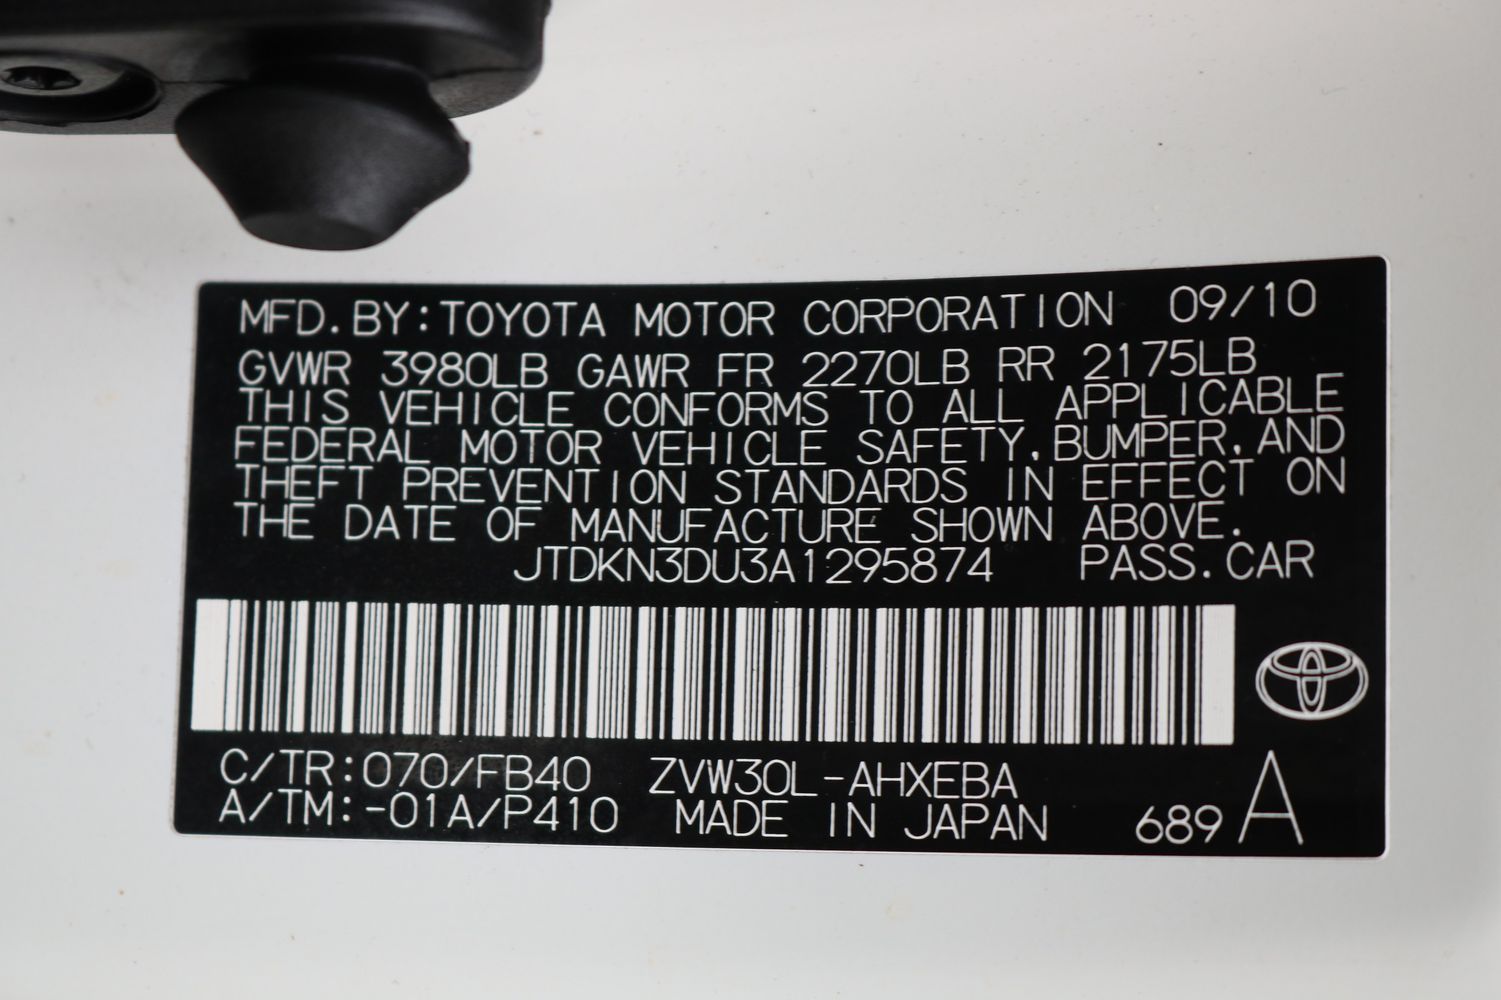 MFD. BY: TOYOTA MOTOR CORPORATION 09/10
GVWR 3980LB GAWR FR 2270LB RR 2175LB
THIS VEHICLE CONFORMS TO ALL APPLICABLE
FEDERAL MOTOR VEHICLE SAFETY, BUMPER, AND
THEFT PREVENTION STANDARDS IN EFFECT ON
THE DATE OF MANUFACTURE SHOWN ABOVE.
JTDKN3DU3A1295874 PASS. CAR
C/TR: 070/FB40 ZVW30L-AHXEBA
A/TM: -01A/P410 MADE IN JAPAN 689 A